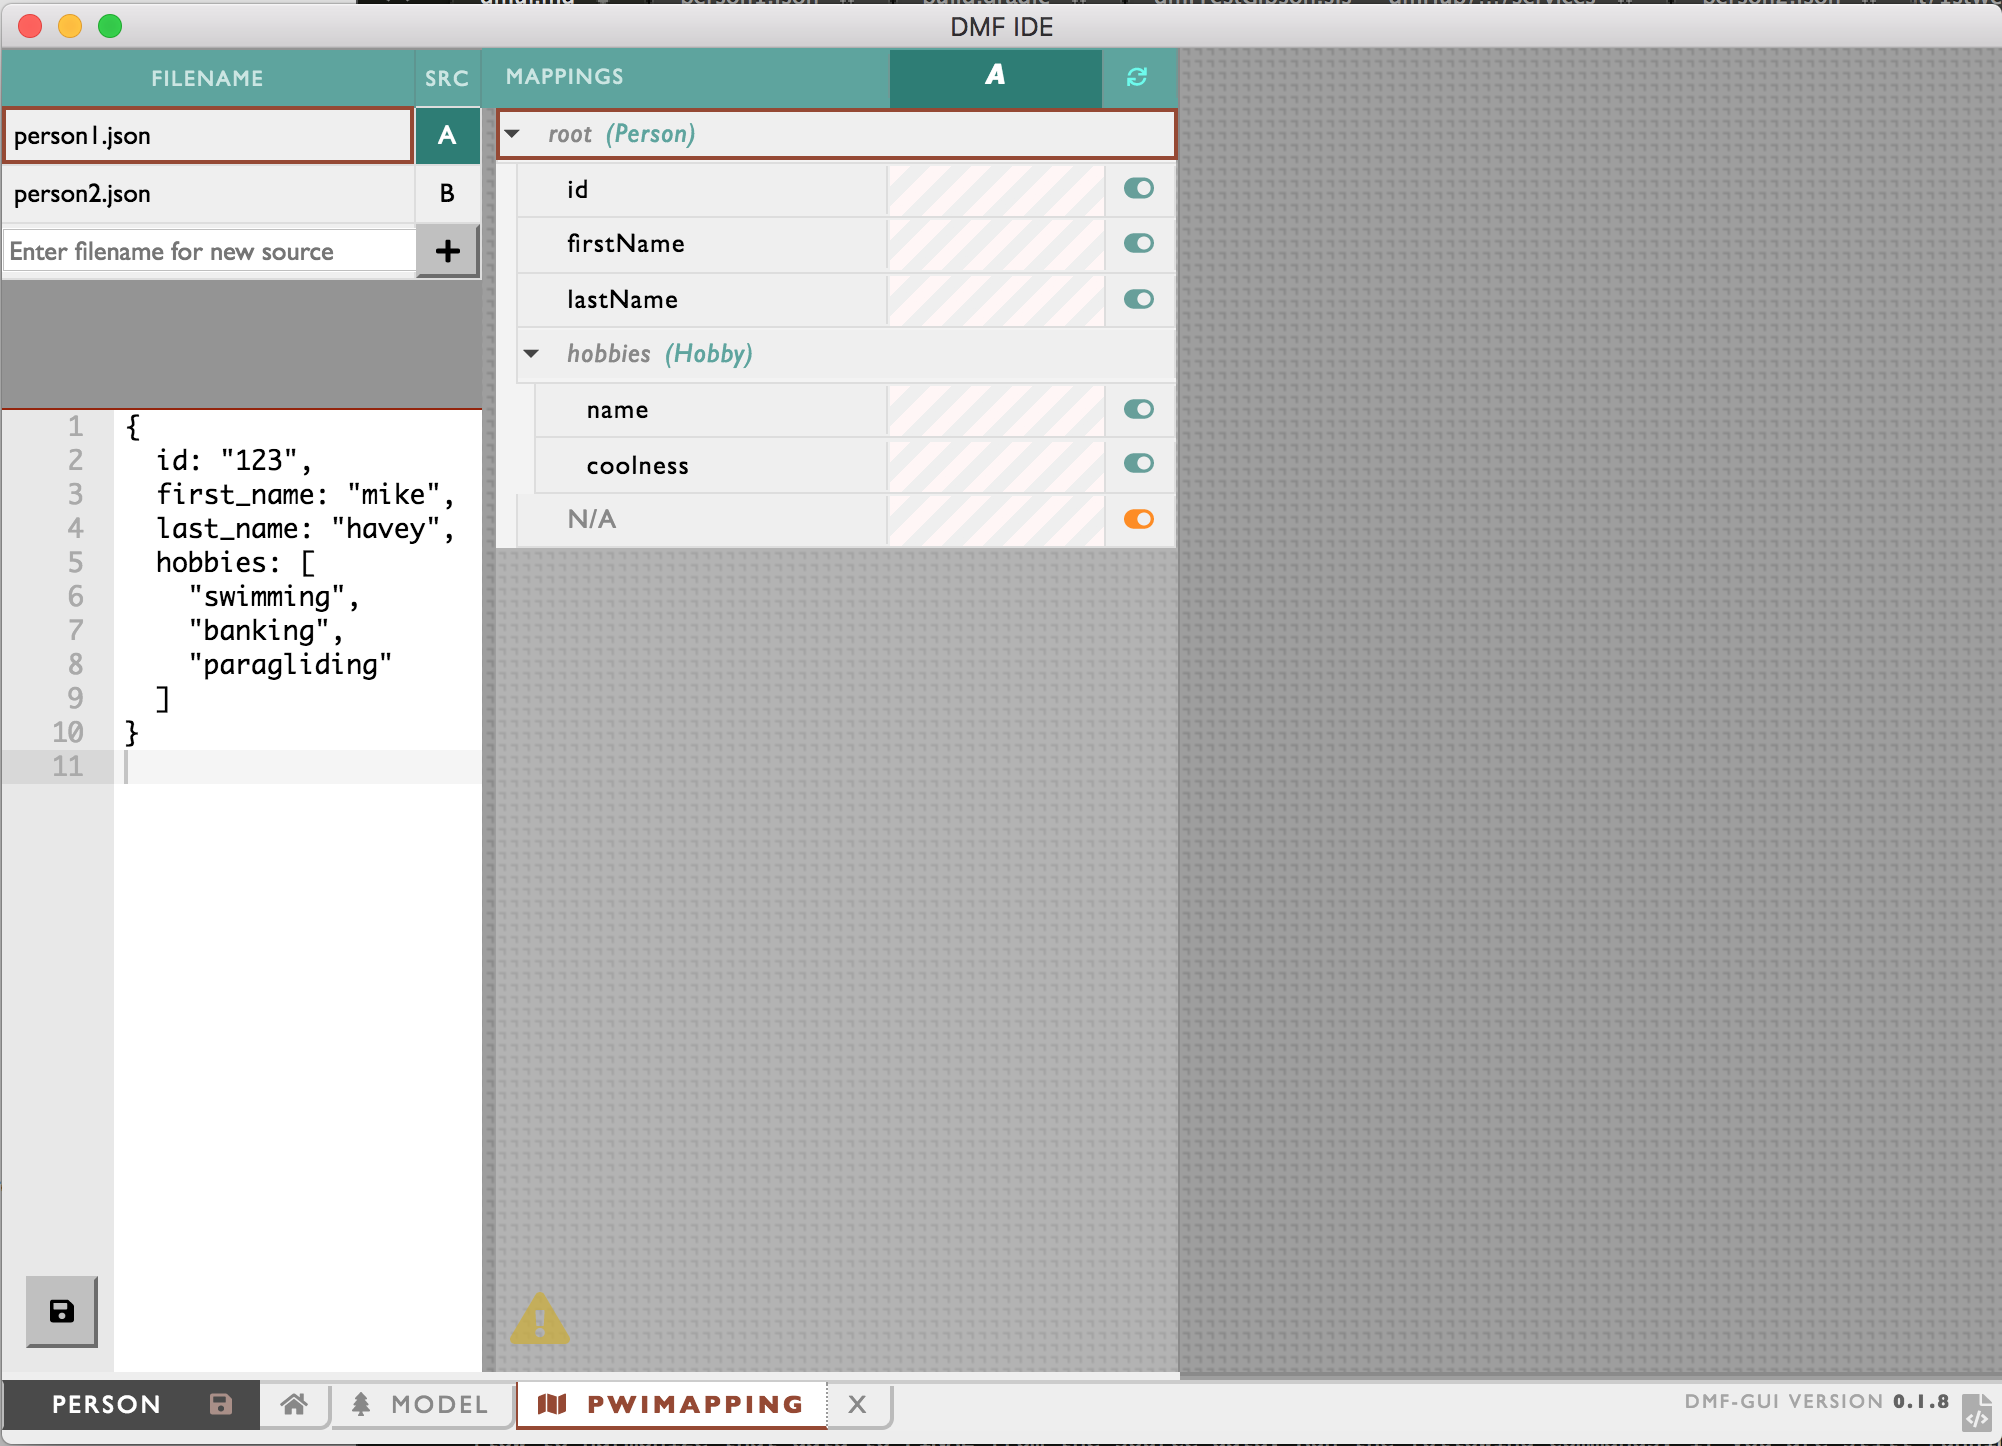 DMF IDE
FILENAME SRC
person1.json A
person2.json B
Enter filename for new source +
1 {
2 id: "123",
3 first_name: "mike",
4 last_name: "havey",
5 hobbies: [
6 "swimming",
7 "banking",
8 "paragliding"
9 ]
10 }
11
MAPPINGS A
root (Person)
id
firstName
lastName
hobbies (Hobby)
name
coolness
N/A
PERSON MODEL PWIMAPPING X
DMF-GUI VERSION 0.1.8